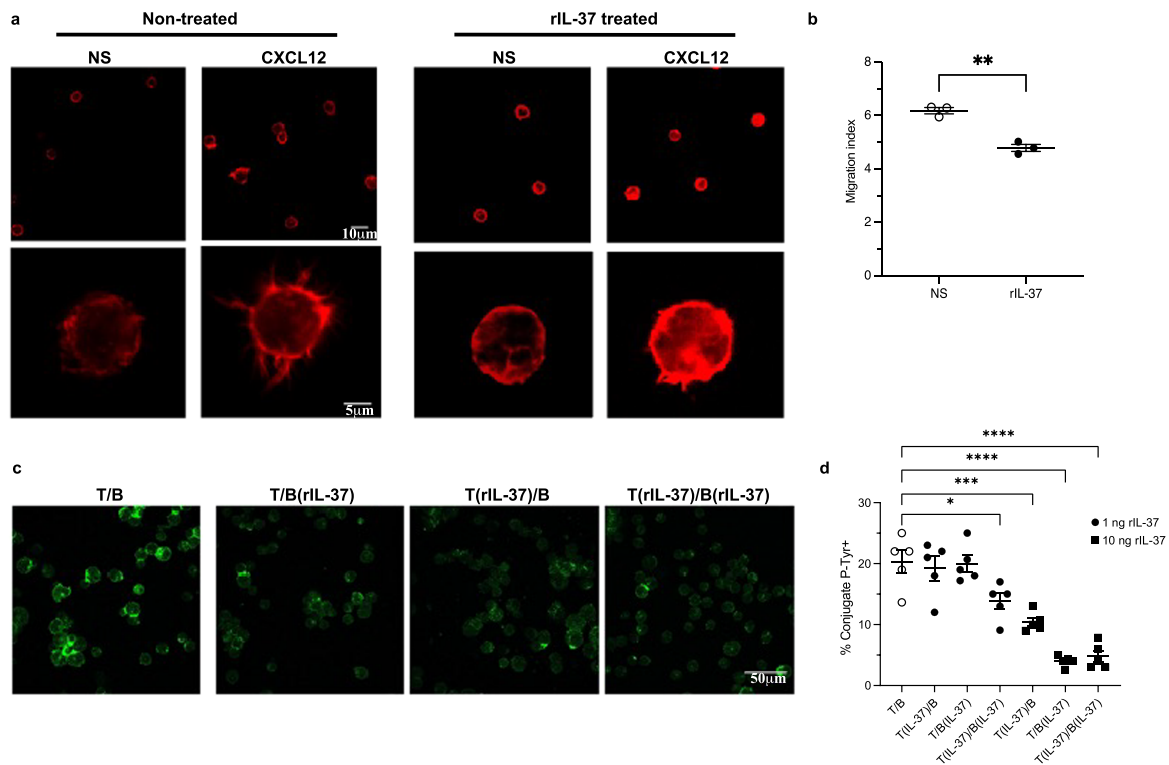 a
Non-treated
rIL-37 treated
NS
CXCL12
NS
CXCL12
10μm
5μm
b
**
8
6
4
2
0
Migration index
NS
rIL-37
c
T/B
T/B(rIL-37)
T(rIL-37)/B
T(rIL-37)/B(rIL-37)
50μm
d
****
****
***
*
30
20
10
0
% Conjugate P-Tyr+
1 ng rIL-37
10 ng rIL-37
T/B
T(IL-37)/B
T/B(IL-37)
T(IL-37)/B(IL-37)
T(IL-37)/B
T/B(IL-37)
T(IL-37)/B(IL-37)